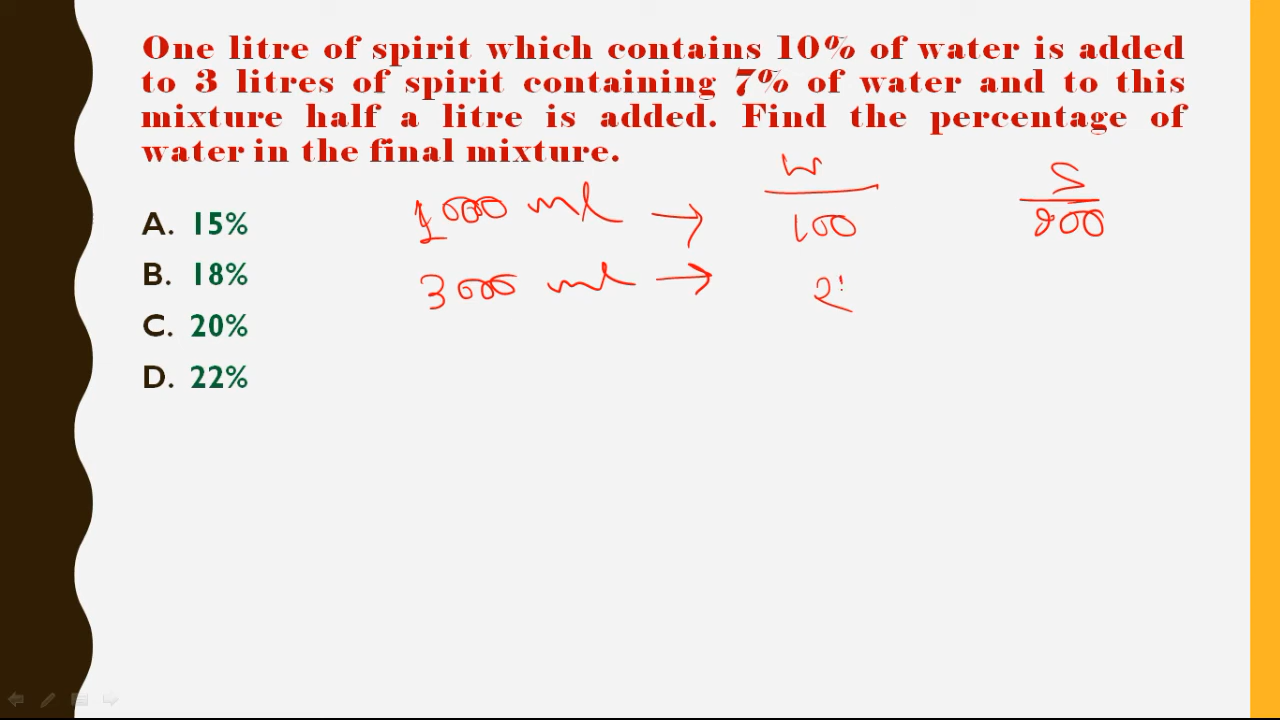 One litre of spirit which contains 10% of water is added
to 3 litres of spirit containing 7% of water and to this
mixture half a litre is added. Find the percentage of
water in the final mixture.
W S
A. 15% 1000 ml → 100 900
B. 18% 3000 ml → 2
C. 20%
D. 22%